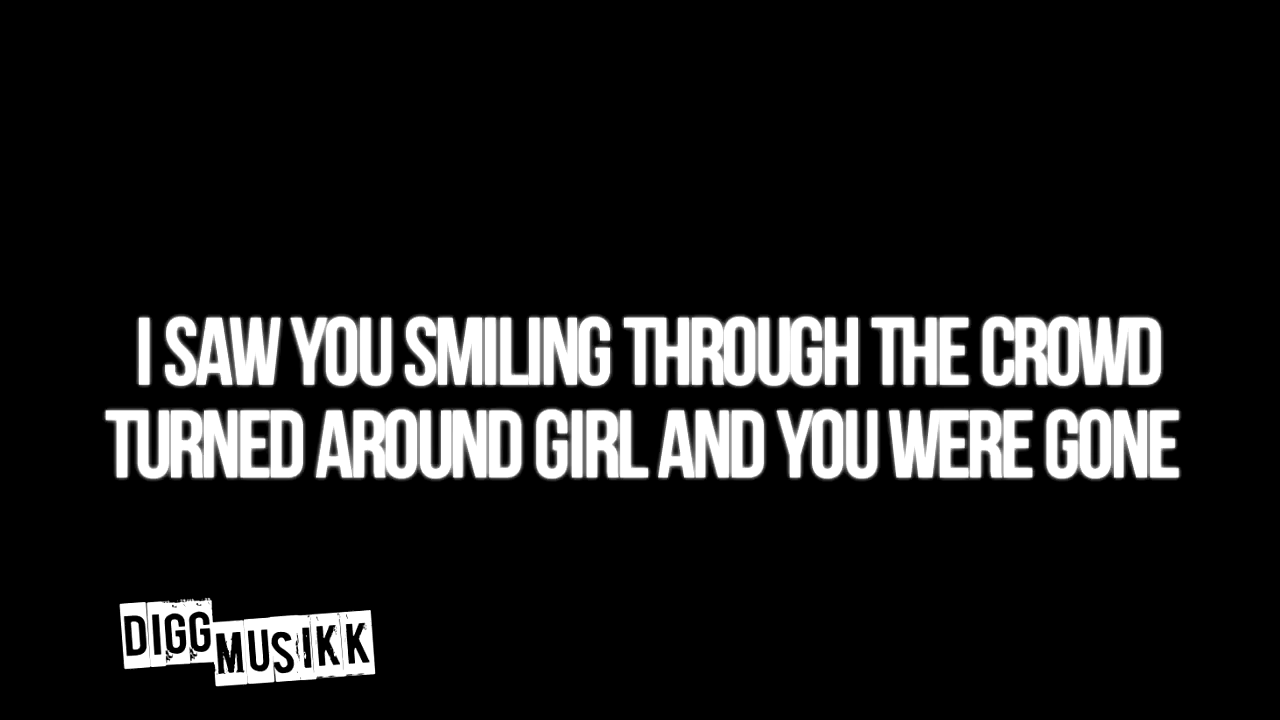 I SAW YOU SMILING THROUGH THE CROWD
TURNED AROUND GIRL AND YOU WERE GONE
DIGG
MUSIKK